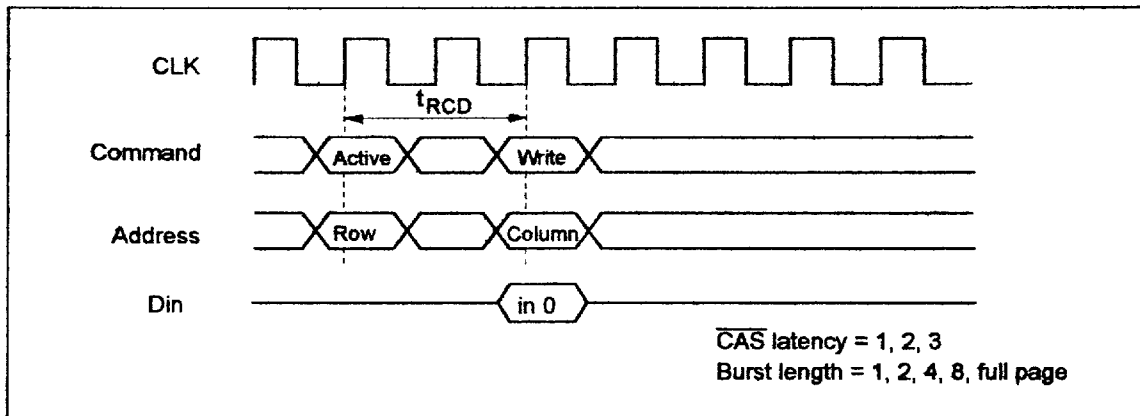 CLK
tRCD
Command
Active
Write
Address
Row
Column
Din
in 0
CAS latency = 1, 2, 3
Burst length = 1, 2, 4, 8, full page